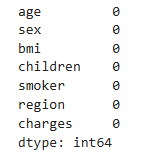 age 0
sex 0
bmi 0
children 0
smoker 0
region 0
charges 0
dtype: int64